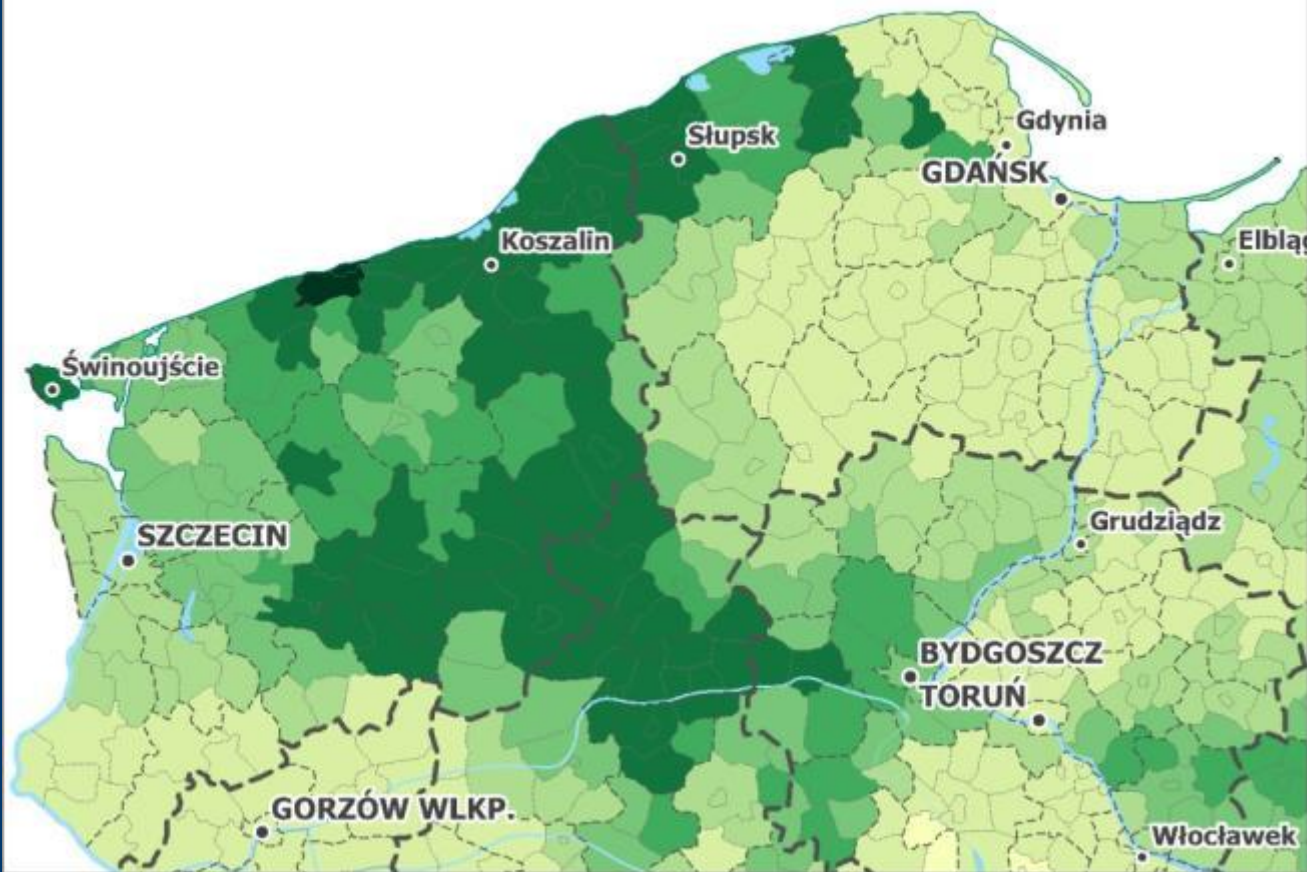 Gdynia
Słupsk
GDAŃSK
Koszalin
Elbląg
Świnoujście
Grudziądz
SZCZECIN
BYDGOSZCZ
TORUŃ
GORZÓW WLKP.
Włocławek